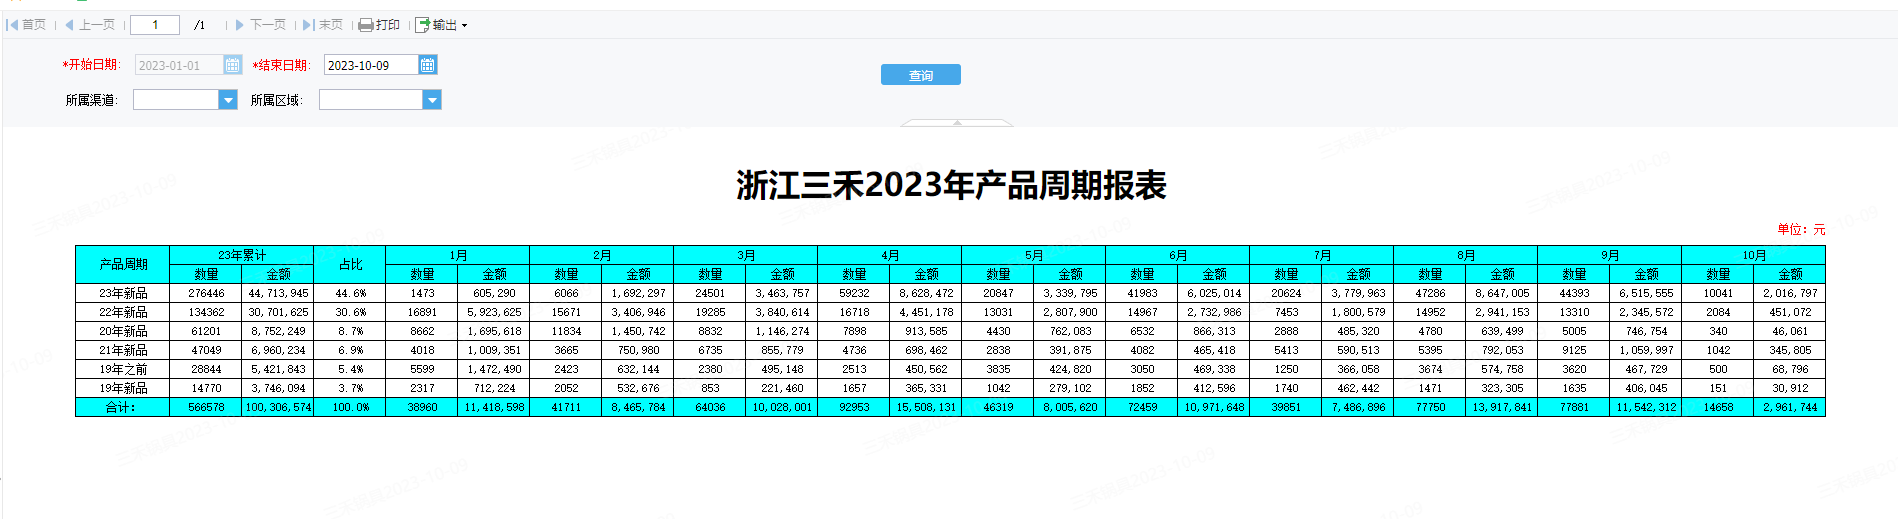 首页 上一页 1 /1 下一页 末页 打印 输出
*开始日期： 2023-01-01 *结束日期： 2023-10-09 查询
所属渠道： 所属区域：
浙江三禾2023年产品周期报表
单位：元
产品周期 23年累计 占比 1月 2月 3月 4月 5月 6月 7月 8月 9月 10月
数量 金额 数量 金额 数量 金额 数量 金额 数量 金额 数量 金额 数量 金额 数量 金额 数量 金额 数量 金额 数量 金额
23年新品 276446 44,713,945 44.6% 1473 605,290 6066 1,692,297 24501 3,463,757 59232 8,628,472 20847 3,339,795 41983 6,025,014 20624 3,779,963 47286 8,647,005 44393 6,515,555 10041 2,016,797
22年新品 134362 30,701,625 30.6% 16891 5,923,625 15671 3,406,946 19285 3,840,614 16718 4,451,178 13031 2,807,900 14967 2,732,986 7453 1,800,579 14952 2,941,153 13310 2,345,572 2084 451,072
20年新品 61201 8,752,249 8.7% 8662 1,695,618 11834 1,450,742 8832 1,146,274 7898 913,585 4430 762,083 6532 866,313 2888 485,320 4780 639,499 5005 746,754 340 46,061
21年新品 47049 6,960,234 6.9% 4018 1,009,351 3665 750,980 6735 855,779 4736 698,462 2838 391,875 4082 465,418 5413 590,513 5395 792,053 9125 1,059,997 1042 345,805
19年之前 28844 5,421,843 5.4% 5599 1,472,490 2423 632,144 2380 495,148 2513 450,562 3835 424,820 3050 469,338 1250 366,058 3674 574,758 3620 467,729 500 68,796
19年新品 14770 3,746,094 3.7% 2317 712,224 2052 532,676 853 221,460 1657 365,331 1042 279,102 1852 412,596 1740 462,442 1471 323,305 1635 406,045 151 30,912
合计： 566578 100,306,574 100.0% 38960 11,418,598 41711 8,465,784 64036 10,028,001 92953 15,508,131 46319 8,005,620 72459 10,971,648 39851 7,486,896 77750 13,917,841 77881 11,542,312 14658 2,961,744